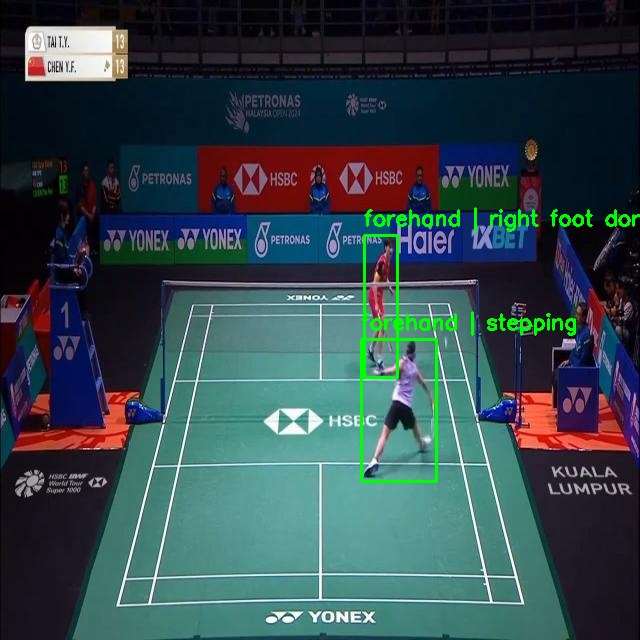 TAI T.Y. 13
CHEN Y.F. 13
PETRONAS
MALAYSIA OPEN 2024
PETRONAS
HSBC
HSBC
YONEX
forehand | right foot dor
YONEX
YONEX
PETRONAS
PETRONAS
Haier
1XBET
YONEX
forehand | stepping
1
HSBC
HSBC BWF
World Tour
Super 1000
KUALA
LUMPUR
YONEX